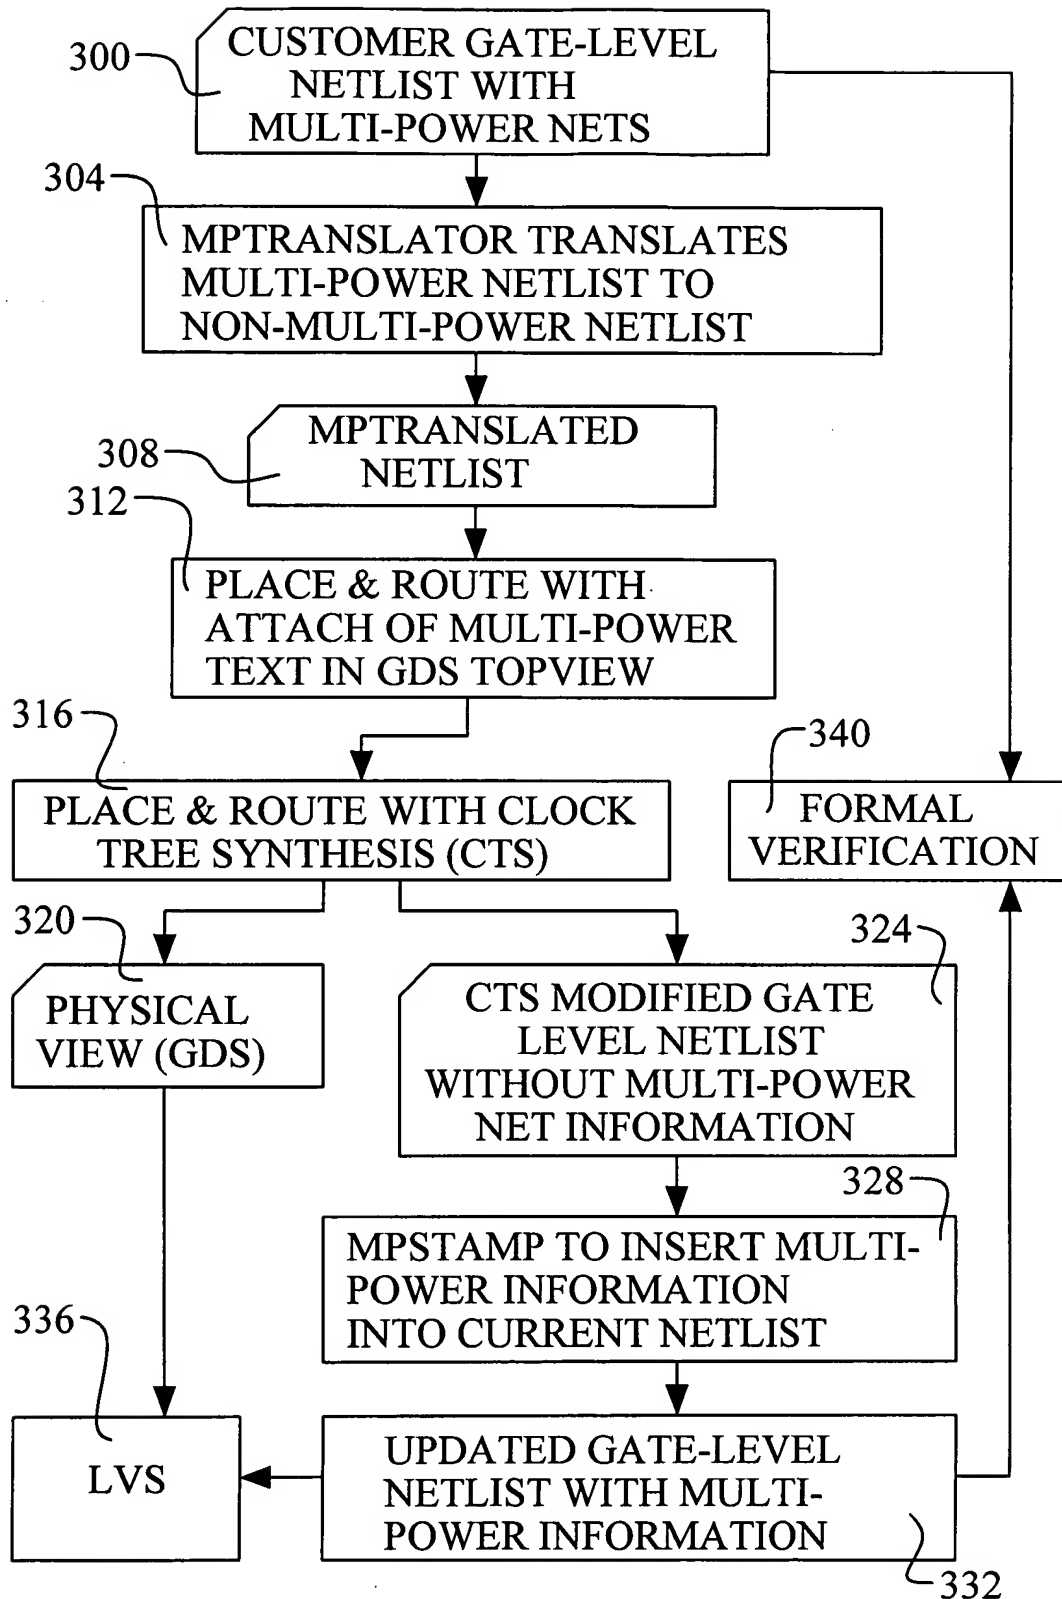 300
CUSTOMER GATE-LEVEL
NETLIST WITH
MULTI-POWER NETS
304
MPTRANSLATOR TRANSLATES
MULTI-POWER NETLIST TO
NON-MULTI-POWER NETLIST
308
MPTRANSLATED
NETLIST
312
PLACE & ROUTE WITH
ATTACH OF MULTI-POWER
TEXT IN GDS TOPVIEW
316
PLACE & ROUTE WITH CLOCK
TREE SYNTHESIS (CTS)
340
FORMAL
VERIFICATION
320
PHYSICAL
VIEW (GDS)
324
CTS MODIFIED GATE
LEVEL NETLIST
WITHOUT MULTI-POWER
NET INFORMATION
328
MPSTAMP TO INSERT MULTI-
POWER INFORMATION
INTO CURRENT NETLIST
336
LVS
UPDATED GATE-LEVEL
NETLIST WITH MULTI-
POWER INFORMATION
332